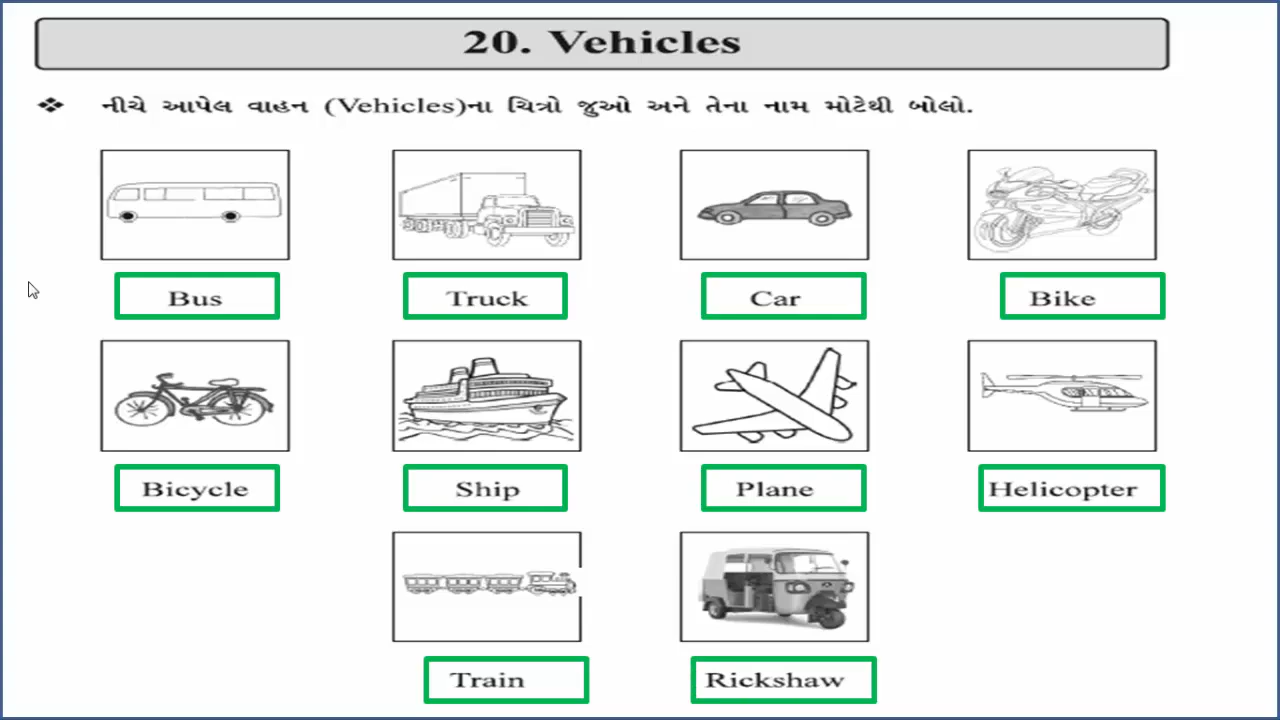 20. Vehicles
❖ નીચે આપેલ વાહન (Vehicles)ના ચિત્રો જુઓ અને તેના નામ મોટેથી બોલો.
Bus Truck Car Bike
Bicycle Ship Plane Helicopter
Train Rickshaw